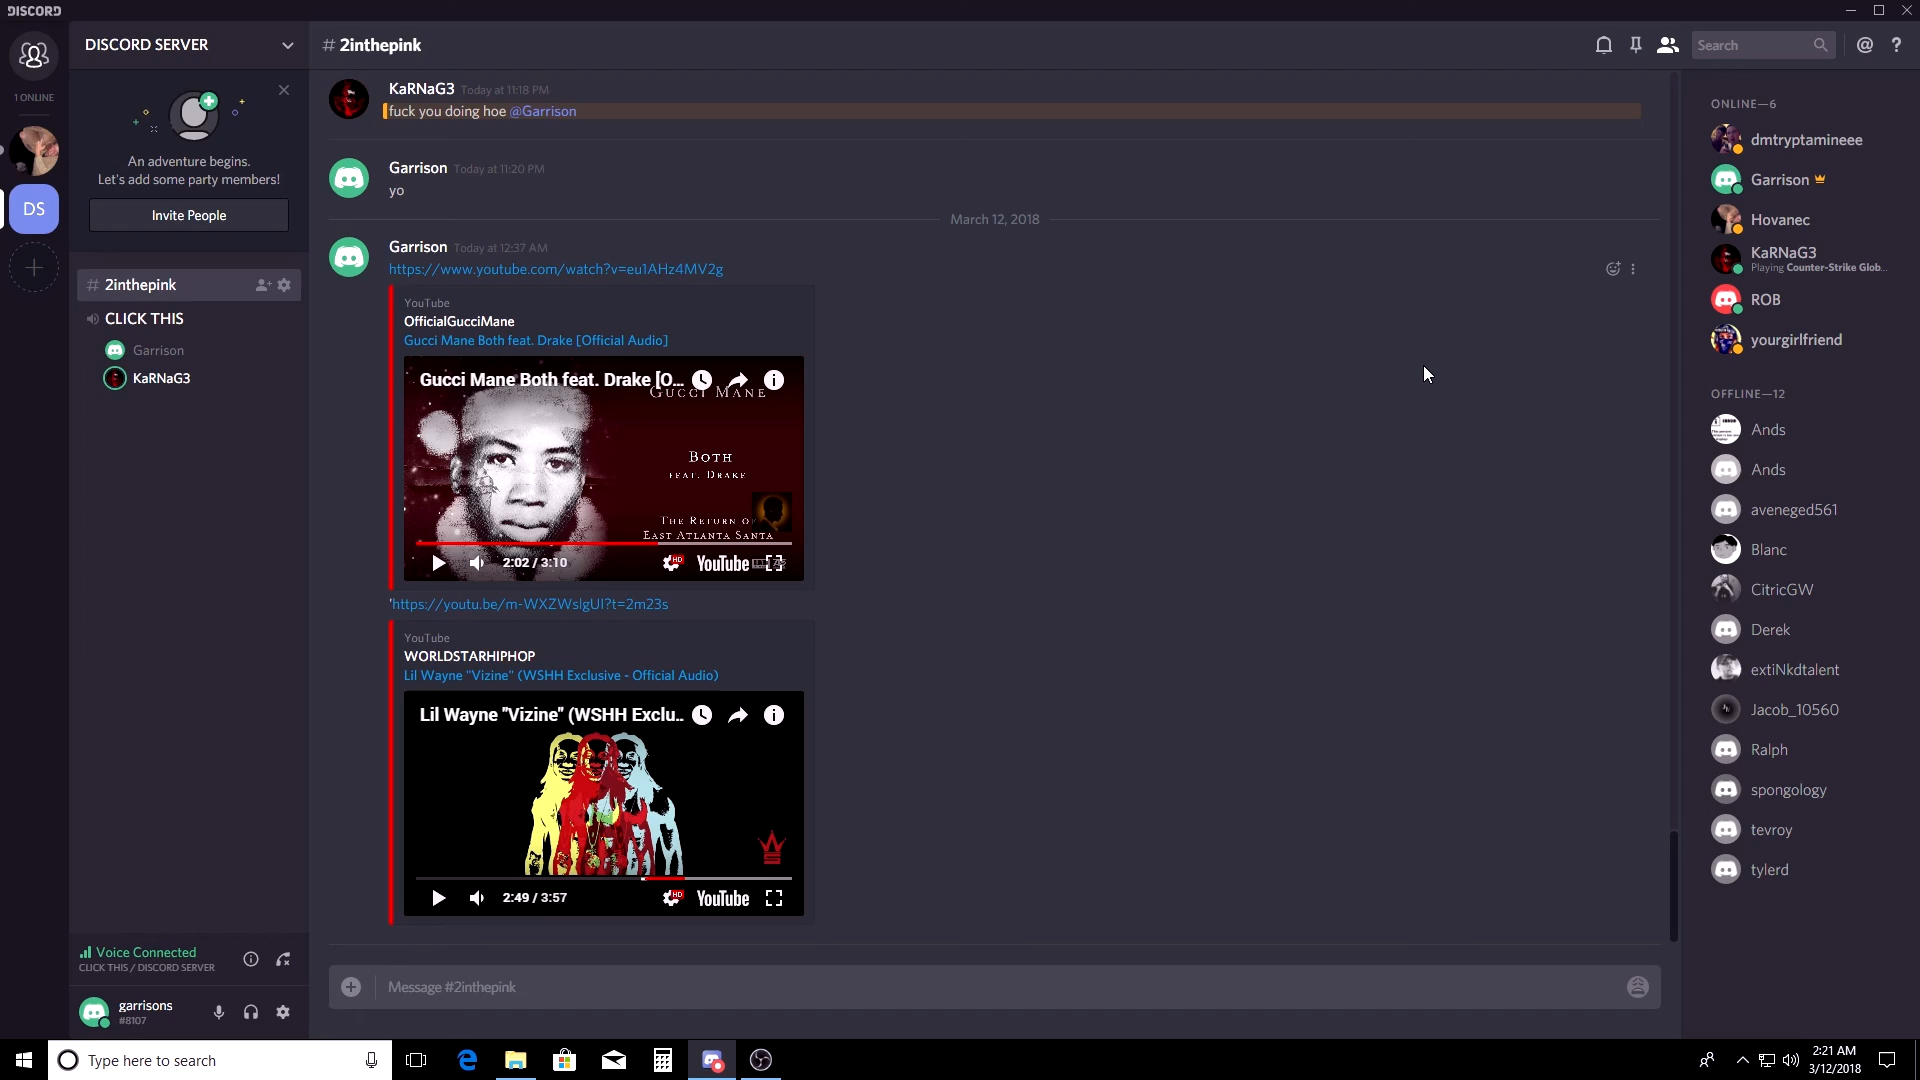 DISCORD
1 ONLINE
DS
DISCORD SERVER
An adventure begins.
Let's add some party members!
Invite People
# 2inthepink
CLICK THIS
Garrison
KaRNaG3
Voice Connected
CLICK THIS / DISCORD SERVER
garrisons
#8107
# 2inthepink
Search
@ ?
KaRNaG3 Today at 11:18 PM
fuck you doing hoe @Garrison
Garrison Today at 11:20 PM
yo
March 12, 2018
Garrison Today at 12:37 AM
https://www.youtube.com/watch?v=eu1AHz4MV2g
YouTube
OfficialGucciMane
Gucci Mane Both feat. Drake [Official Audio]
Gucci Mane Both feat. Drake [O...
GUCCI MANE
BOTH
FEAT. DRAKE
THE RETURN OF
EAST ATLANTA SANTA
2:02 / 3:10
HD
YouTube
'https://youtu.be/m-WXZWslgUI?t=2m23s
YouTube
WORLDSTARHIPHOP
Lil Wayne "Vizine" (WSHH Exclusive - Official Audio)
Lil Wayne "Vizine" (WSHH Exclu...
2:49 / 3:57
HD
YouTube
Message #2inthepink
ONLINE—6
dmtryptamineee
Garrison
Hovanec
KaRNaG3
Playing Counter-Strike Glob...
ROB
yourgirlfriend
OFFLINE—12
Ands
Ands
aveneged561
Blanc
CitricGW
Derek
extiNkdtalent
Jacob_10560
Ralph
spongology
tevroy
tylerd
Type here to search
2:21 AM
3/12/2018